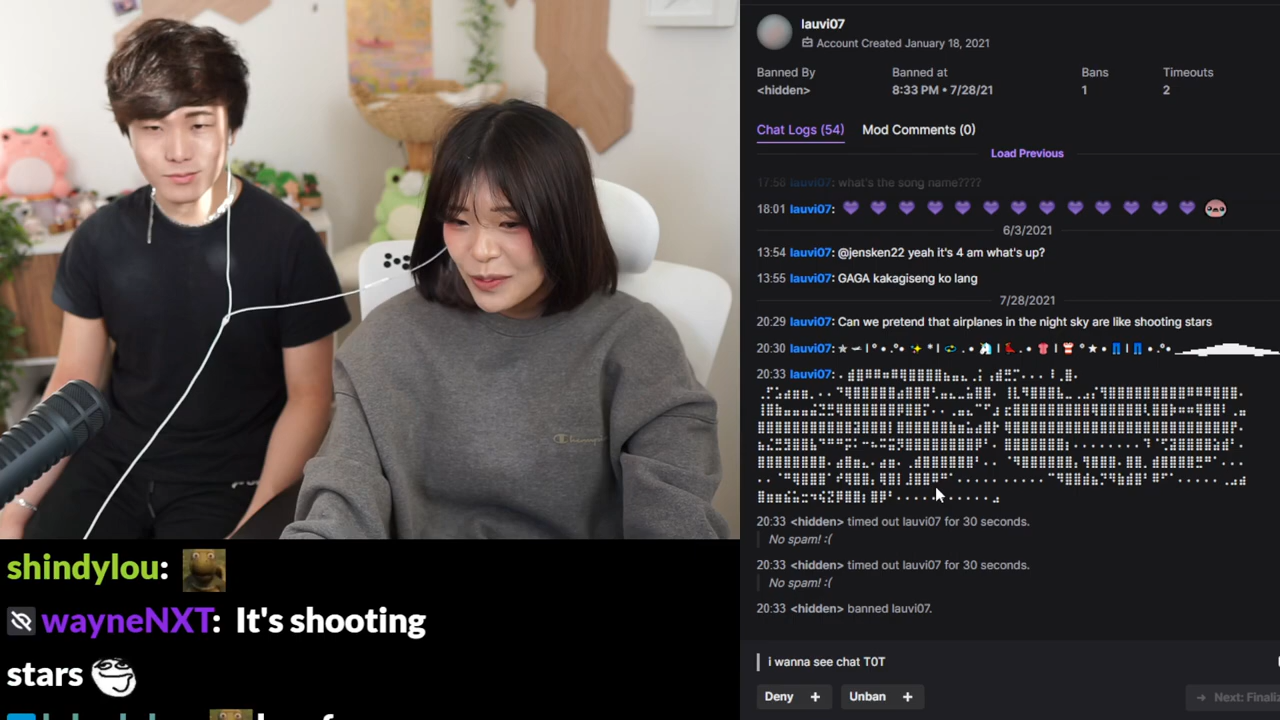 lauvi07
Account Created January 18, 2021
Banned By
Banned at
Bans
Timeouts
<hidden>
8:33 PM • 7/28/21
1
2
Chat Logs (54)
Mod Comments (0)
Load Previous
17:58 lauvi07: what's the song name????
18:01 lauvi07:
6/3/2021
13:54 lauvi07: @jensken22 yeah it's 4 am what's up?
13:55 lauvi07: GAGA kakagiseng ko lang
7/28/2021
20:29 lauvi07: Can we pretend that airplanes in the night sky are like shooting stars
20:30 lauvi07:
20:33 lauvi07:
20:33 <hidden> timed out lauvi07 for 30 seconds.
No spam! :(
20:33 <hidden> timed out lauvi07 for 30 seconds.
No spam! :(
20:33 <hidden> banned lauvi07.
i wanna see chat T0T
Deny +
Unban +
→ Next:
Champion
shindylou:
wayneNXT: It's shooting
stars